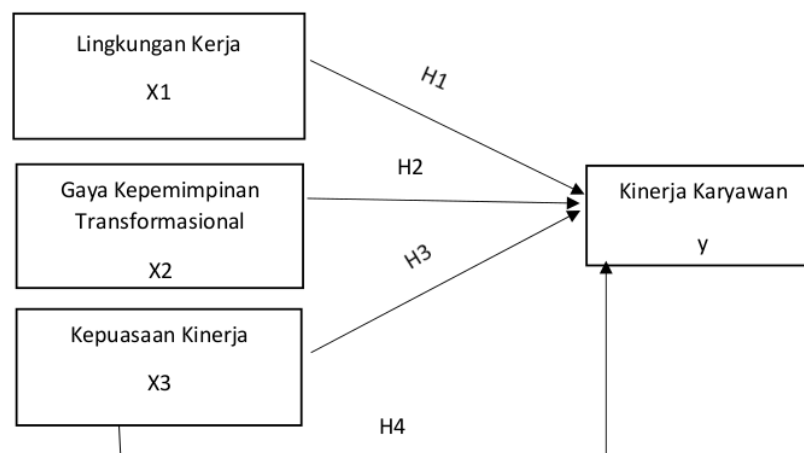 Lingkungan Kerja
X1
H1
Gaya Kepemimpinan
Transformasional
X2
H2
Kinerja Karyawan
y
H3
Kepuasaan Kinerja
X3
H4